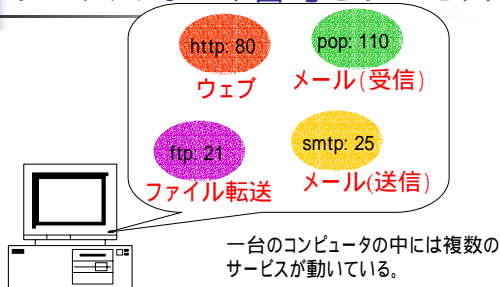 http: 80
pop: 110
ウェブ
メール(受信)
ftp: 21
smtp: 25
ファイル転送
メール(送信)
一台のコンピュータの中には複数の
サービスが動いている。